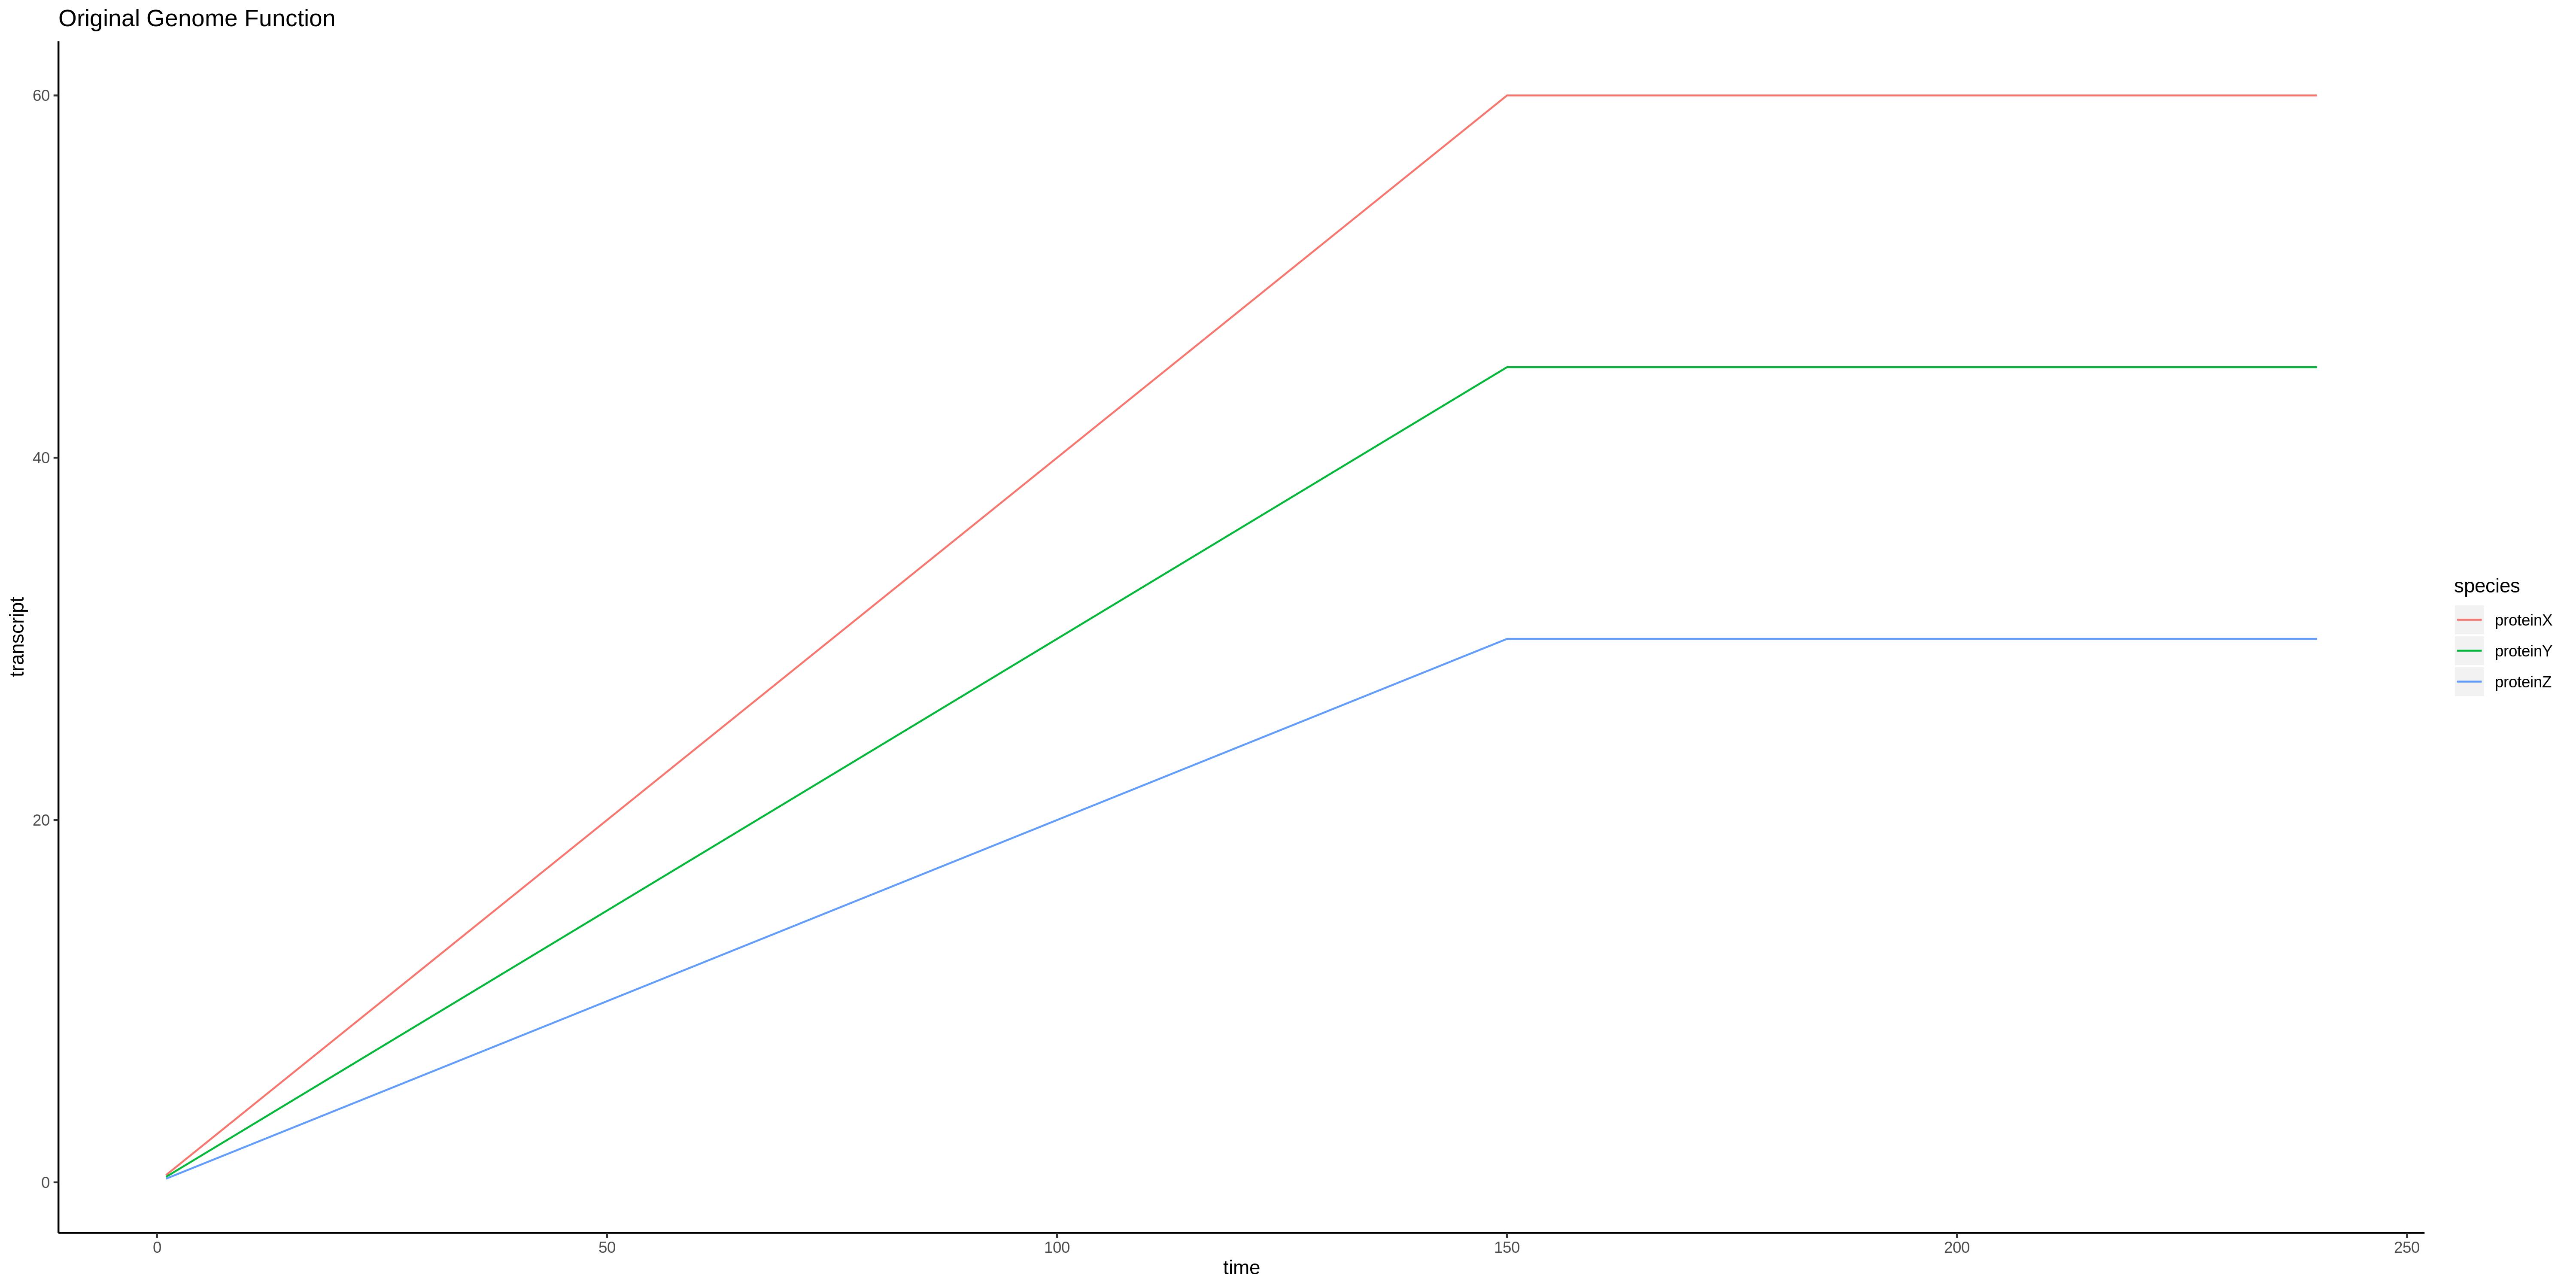 Original Genome Function
transcript
60
40
20
0
0 50 100 150 200 250
time
species
proteinX
proteinY
proteinZ